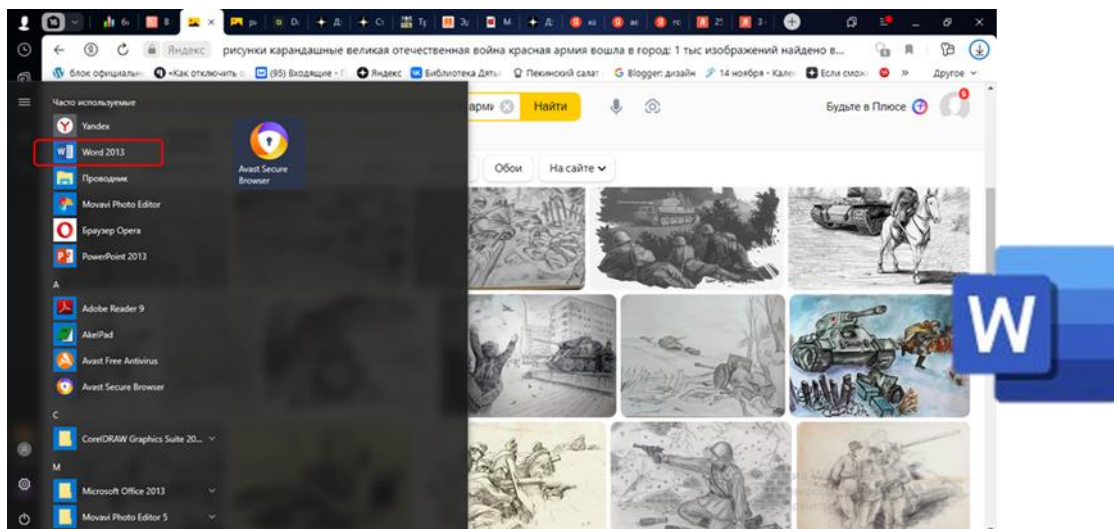 Яндекс
рисунки карандашные великая отечественная война красная армия вошла в город: 1 тыс изображений найдено в...
блок официальн
«Как отключить
(95) Входящие - П
Яндекс
Библиотека Дять
Пекинский салат
Blogger: дизайн
14 ноября - Кале
Если смож
»
Другое
Часто используемые
Yandex
Word 2013
Проводник
Movavi Photo Editor
Браузер Opera
PowerPoint 2013
A
Adobe Reader 9
AkelPad
Avast Free Antivirus
Avast Secure Browser
C
CorelDRAW Graphics Suite 20...
M
Microsoft Office 2013
Movavi Photo Editor 5
Avast Secure
Browser
арми
Найти
Будьте в Плюсе
Обои
На сайте
W